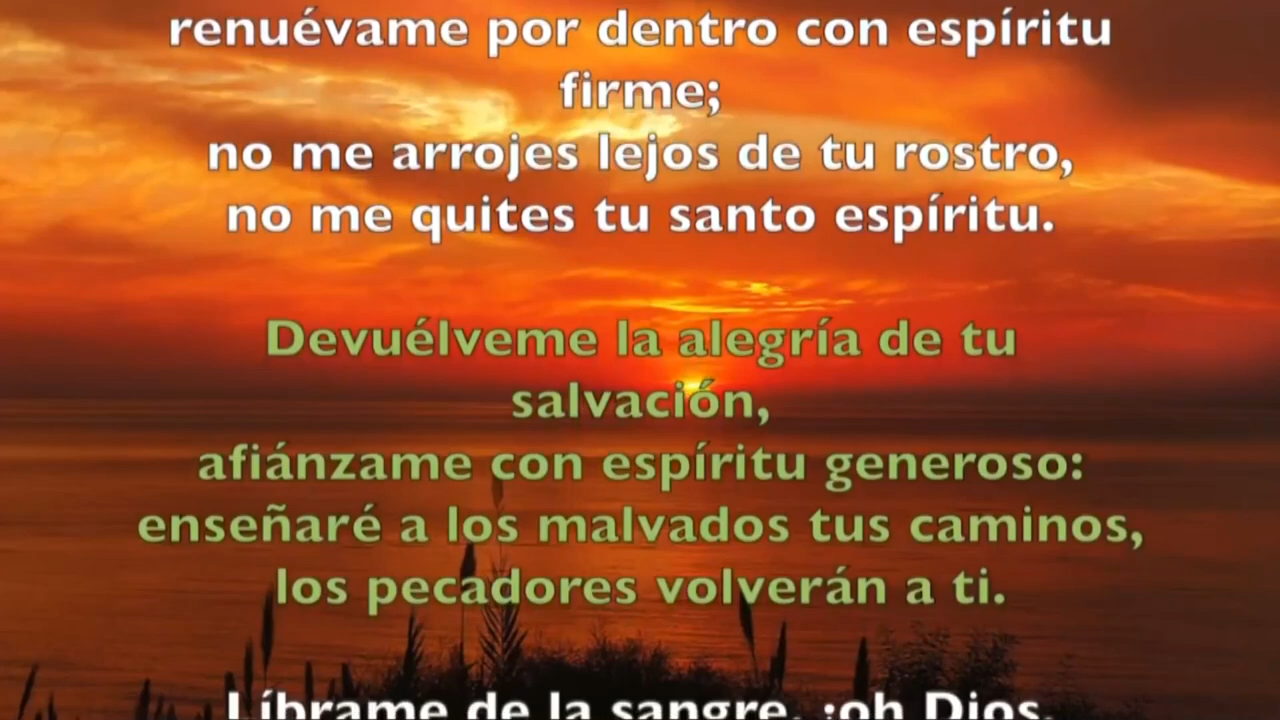 renuévame por dentro con espíritu
firme;
no me arrojes lejos de tu rostro,
no me quites tu santo espíritu.
Devuélveme la alegría de tu
salvación,
afiánzame con espíritu generoso:
enseñaré a los malvados tus caminos,
los pecadores volverán a ti.
Líbrame de la sangre, ¡oh Dios,